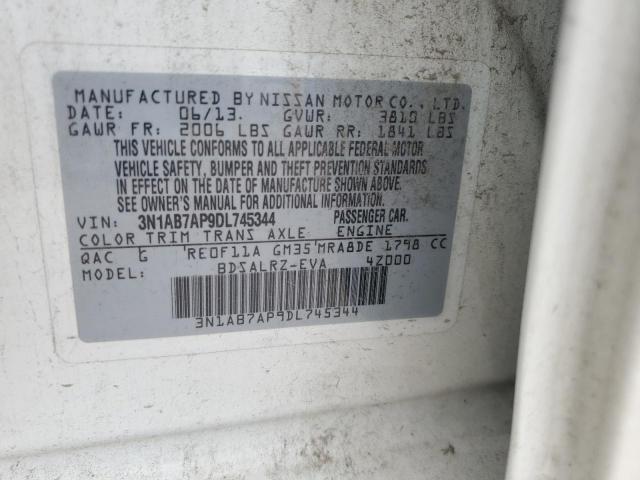 MANUFACTURED BY NISSAN MOTOR CO., LTD.
DATE: 06/13. GVWR: 3810 LBS
GAWR FR: 2006 LBS GAWR RR: 1841 LBS
THIS VEHICLE CONFORMS TO ALL APPLICABLE FEDERAL MOTOR
VEHICLE SAFETY, BUMPER AND THEFT PREVENTION STANDARDS
IN EFFECT ON THE DATE OF MANUFACTURE SHOWN ABOVE.
SEE OWNER'S MANUAL FOR ADDITIONAL INFORMATION.
VIN: 3N1AB7AP9DL745344 PASSENGER CAR.
COLOR TRIM TRANS AXLE ENGINE
QAC G RE0F11A GM35 MRA8DE 1798 CC
MODEL: BDSALRZ-EVA 4Z000
3N1AB7AP9DL745344